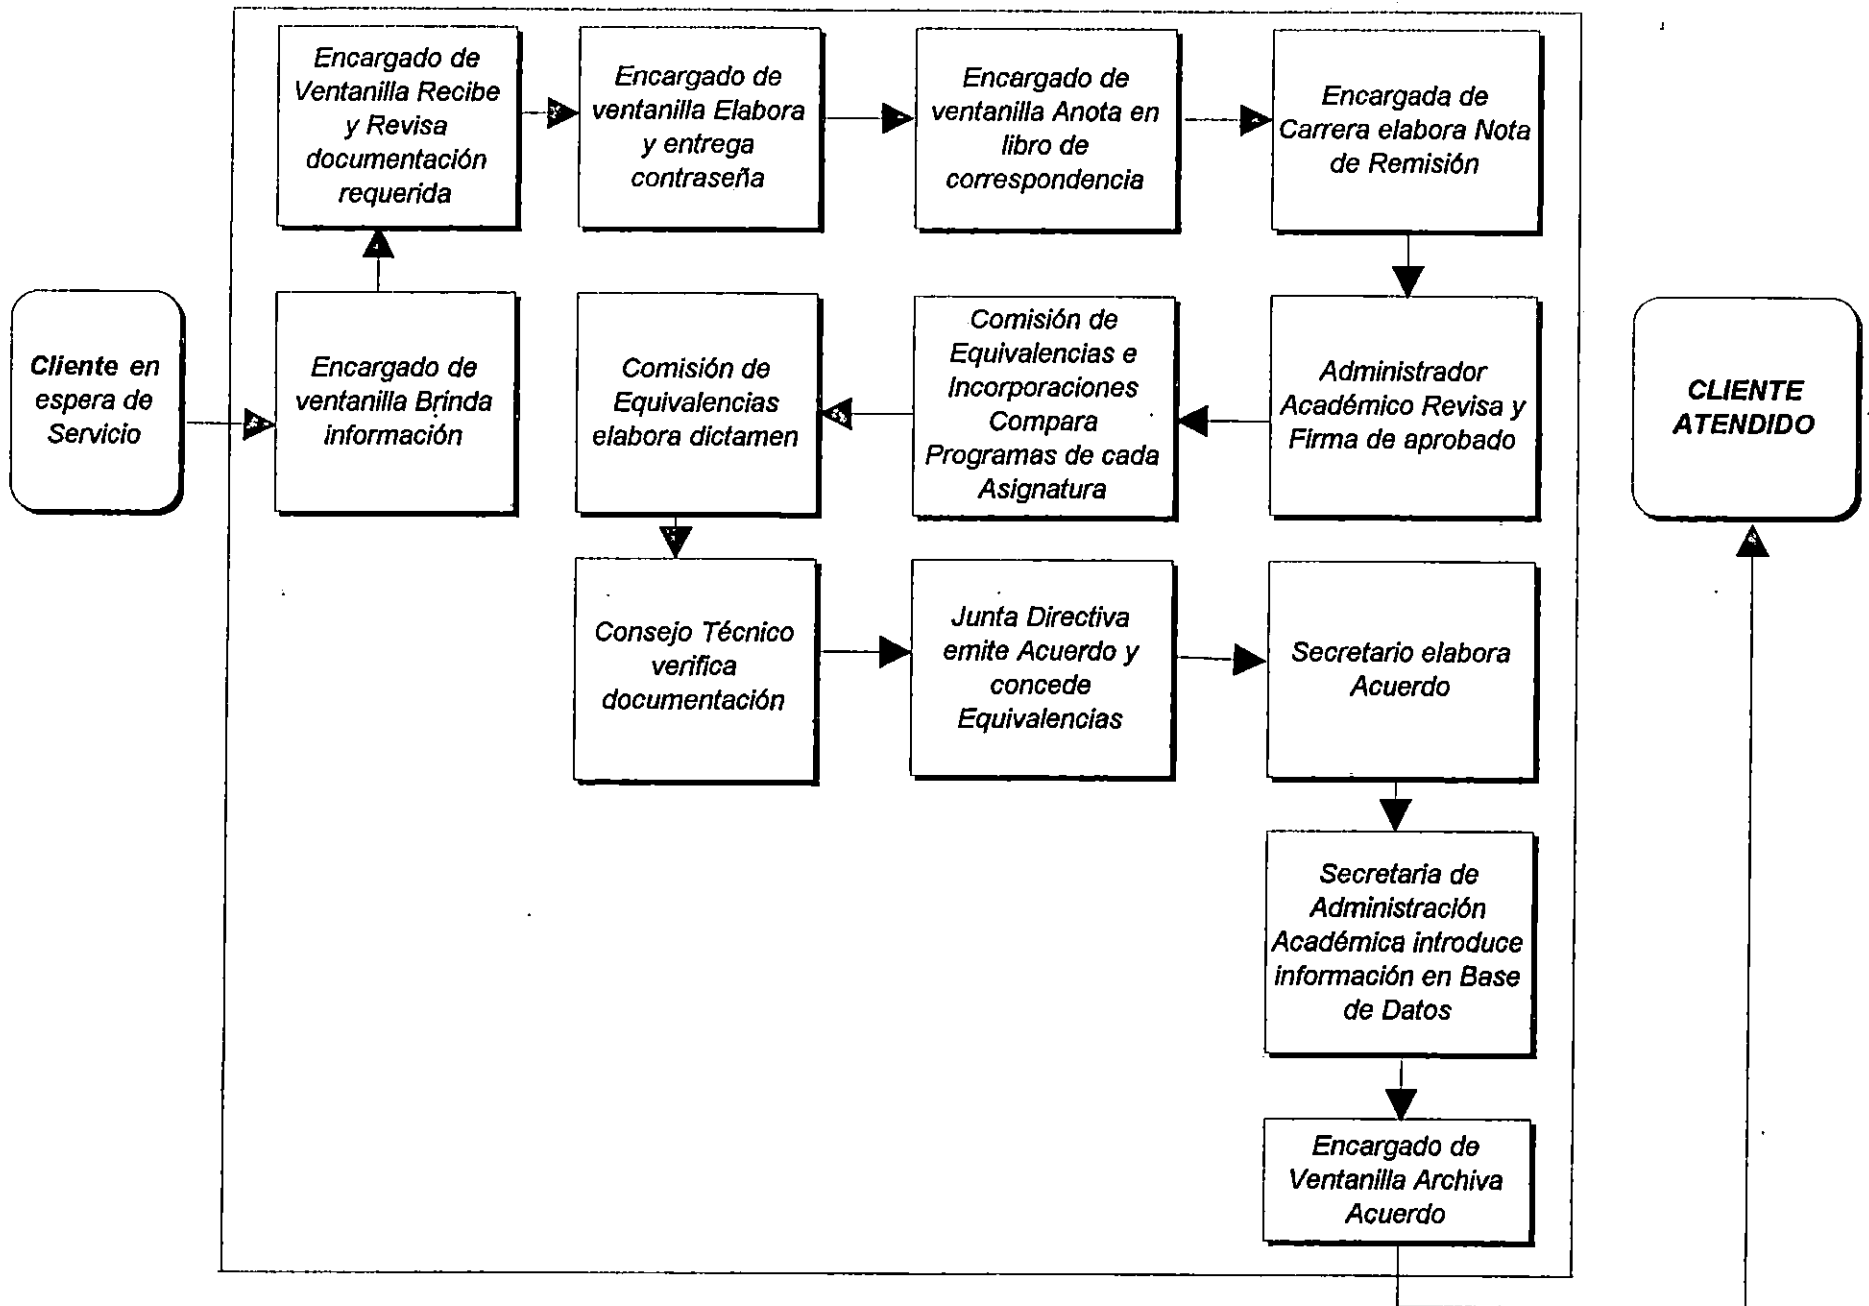 Cliente en
espera de
Servicio
Encargado de
ventanilla Brinda
información
Encargado de
Ventanilla Recibe
y Revisa
documentación
requerida
Encargado de
ventanilla Elabora
y entrega
contraseña
Encargado de
ventanilla Anota en
libro de
correspondencia
Encargada de
Carrera elabora Nota
de Remisión
Administrador
Académico Revisa y
Firma de aprobado
Comisión de
Equivalencias e
Incorporaciones
Compara
Programas de cada
Asignatura
Comisión de
Equivalencias
elabora dictamen
Consejo Técnico
verifica
documentación
Junta Directiva
emite Acuerdo y
concede
Equivalencias
Secretario elabora
Acuerdo
Secretaria de
Administración
Académica introduce
información en Base
de Datos
Encargado de
Ventanilla Archiva
Acuerdo
CLIENTE
ATENDIDO